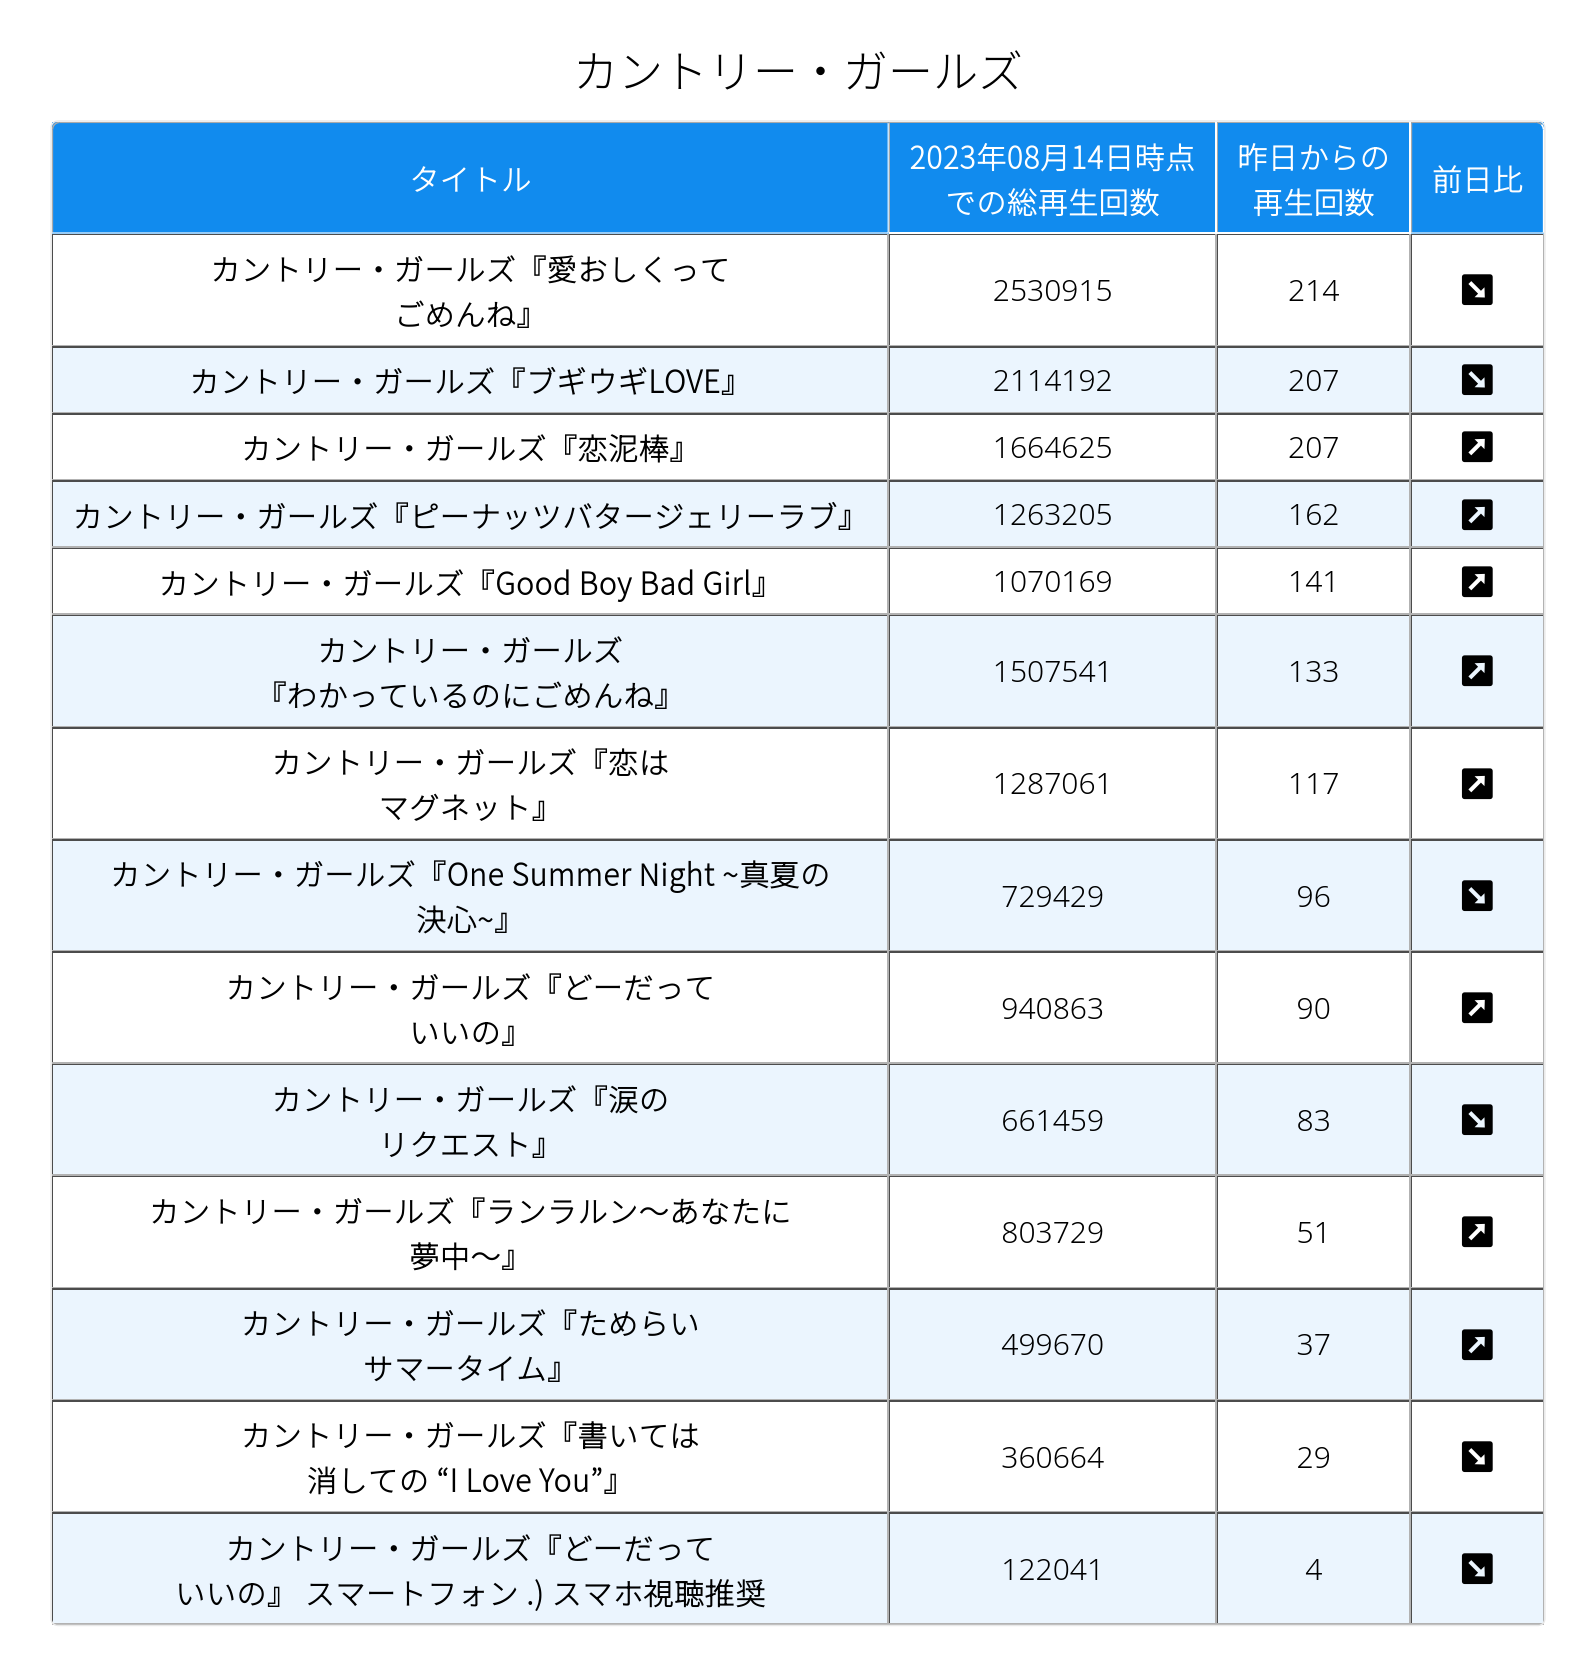 カントリー・ガールズ
タイトル
2023年08月14日時点
での総再生回数
昨日からの
再生回数
前日比
カントリー・ガールズ『愛おしくって
ごめんね』
2530915
214
カントリー・ガールズ『ブギウギLOVE』
2114192
207
カントリー・ガールズ『恋泥棒』
1664625
207
カントリー・ガールズ『ピーナッツバタージェリーラブ』
1263205
162
カントリー・ガールズ『Good Boy Bad Girl』
1070169
141
カントリー・ガールズ
『わかっているのにごめんね』
1507541
133
カントリー・ガールズ『恋は
マグネット』
1287061
117
カントリー・ガールズ『One Summer Night ~真夏の
決心~』
729429
96
カントリー・ガールズ『どーだって
いいの』
940863
90
カントリー・ガールズ『涙の
リクエスト』
661459
83
カントリー・ガールズ『ランラルン〜あなたに
夢中〜』
803729
51
カントリー・ガールズ『ためらい
サマータイム』
499670
37
カントリー・ガールズ『書いては
消しての “I Love You”』
360664
29
カントリー・ガールズ『どーだって
いいの』 スマートフォン .) スマホ視聴推奨
122041
4